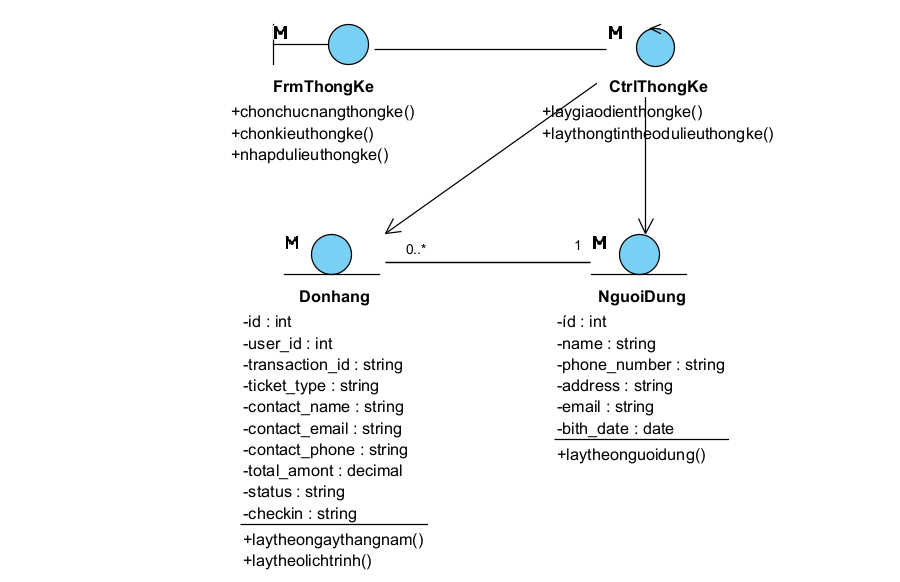 M
FrmThongKe
+chonchucnangthongke()
+chonkieuthongke()
+nhapdulieuthongke()
M
CtrlThongKe
+laygiaodienthongke()
+laythongtintheodulieuthongke()
0..*
1
M
Donhang
-id : int
-user_id : int
-transaction_id : string
-ticket_type : string
-contact_name : string
-contact_email : string
-contact_phone : string
-total_amont : decimal
-status : string
-checkin : string
+laytheongaythangnam()
+laytheolichtrinh()
M
NguoiDung
-íd : int
-name : string
-phone_number : string
-address : string
-email : string
-bith_date : date
+laytheonguoidung()